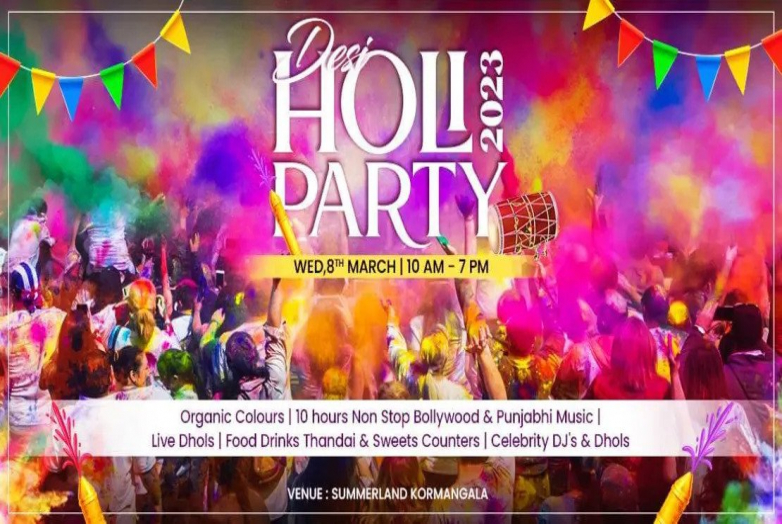 Desi
HOLI
2023
PARTY
WED,8TH MARCH | 10 AM - 7 PM
Organic Colours | 10 hours Non Stop Bollywood & Punjabhi Music |
Live Dhols | Food Drinks Thandai & Sweets Counters | Celebrity DJ's & Dhols
VENUE : SUMMERLAND KORMANGALA